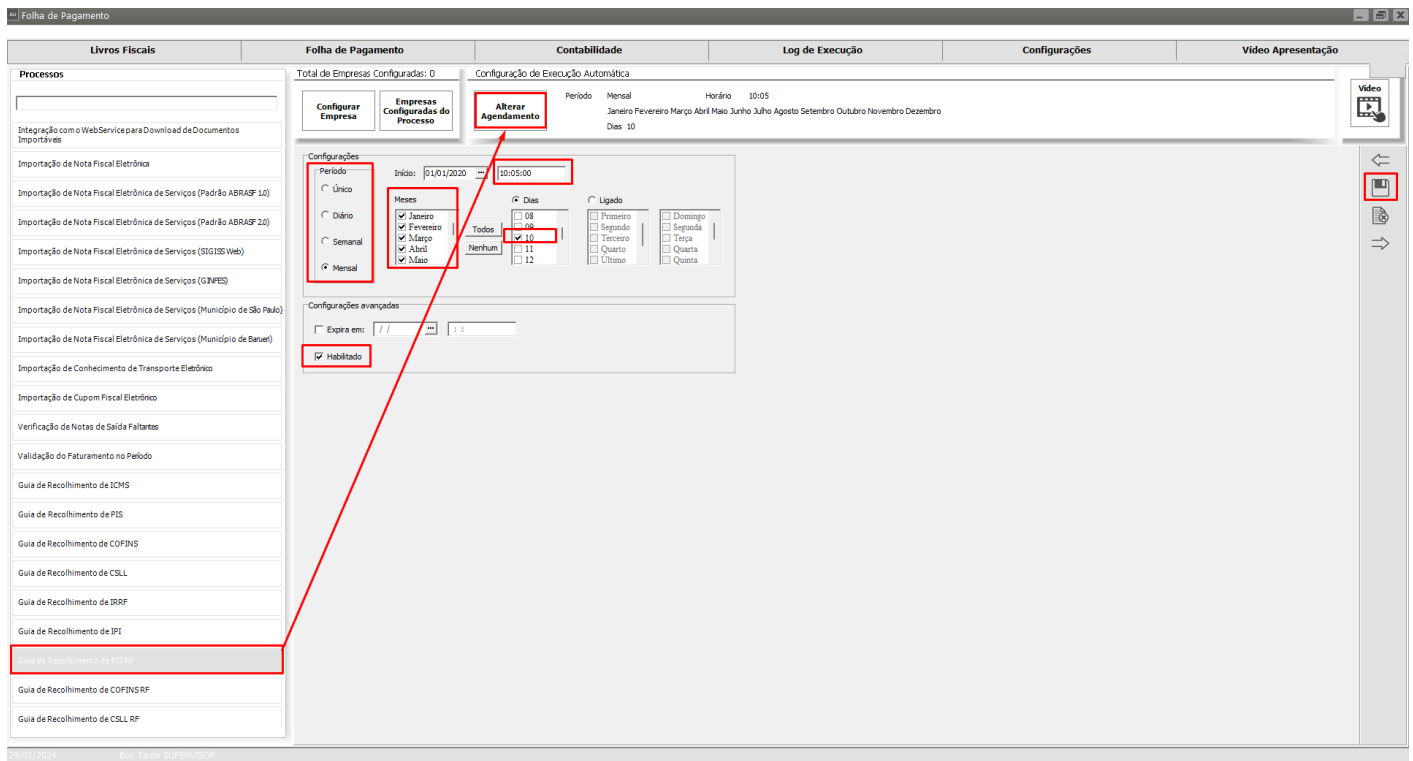 AU Folha de Pagamento
Livros Fiscais
Folha de Pagamento
Contabilidade
Log de Execução
Configurações
Vídeo Apresentação
Processos
Integração com o WebService para Download de Documentos
Importáveis
Importação de Nota Fiscal Eletrônica
Importação de Nota Fiscal Eletrônica de Serviços (Padrão ABRASF 1.0)
Importação de Nota Fiscal Eletrônica de Serviços (Padrão ABRASF 2.0)
Importação de Nota Fiscal Eletrônica de Serviços (SIGISS Web)
Importação de Nota Fiscal Eletrônica de Serviços (GINFES)
Importação de Nota Fiscal Eletrônica de Serviços (Município de São Paulo)
Importação de Nota Fiscal Eletrônica de Serviços (Município de Barueri)
Importação de Conhecimento de Transporte Eletrônico
Importação de Cupom Fiscal Eletrônico
Verificação de Notas de Saída Faltantes
Validação do Faturamento no Período
Guia de Recolhimento de ICMS
Guia de Recolhimento de PIS
Guia de Recolhimento de COFINS
Guia de Recolhimento de CSLL
Guia de Recolhimento de IRRF
Guia de Recolhimento de IPI
Guia de Recolhimento de PIS RF
Guia de Recolhimento de COFINS RF
Guia de Recolhimento de CSLL RF
Total de Empresas Configuradas: 0
Configurar
Empresa
Empresas
Configuradas do
Processo
Configuração de Execução Automática
Alterar
Agendamento
Período Mensal Horário 10:05
Janeiro Fevereiro Março Abril Maio Junho Julho Agosto Setembro Outubro Novembro Dezembro
Dias 10
Vídeo
Configurações
Período
Único
Diário
Semanal
Mensal
Início: 01/01/2020 ... 10:05:00
Meses
Janeiro
Fevereiro
Março
Abril
Maio
Todos
Nenhum
Dias
08
09
10
11
12
Ligado
Primeiro
Segundo
Terceiro
Quarto
Último
Domingo
Segunda
Terça
Quarta
Quinta
Configurações avançadas
Expira em: / / ... : :
Habilitado
29/01/2024 Boa Tarde SUPERVISOR